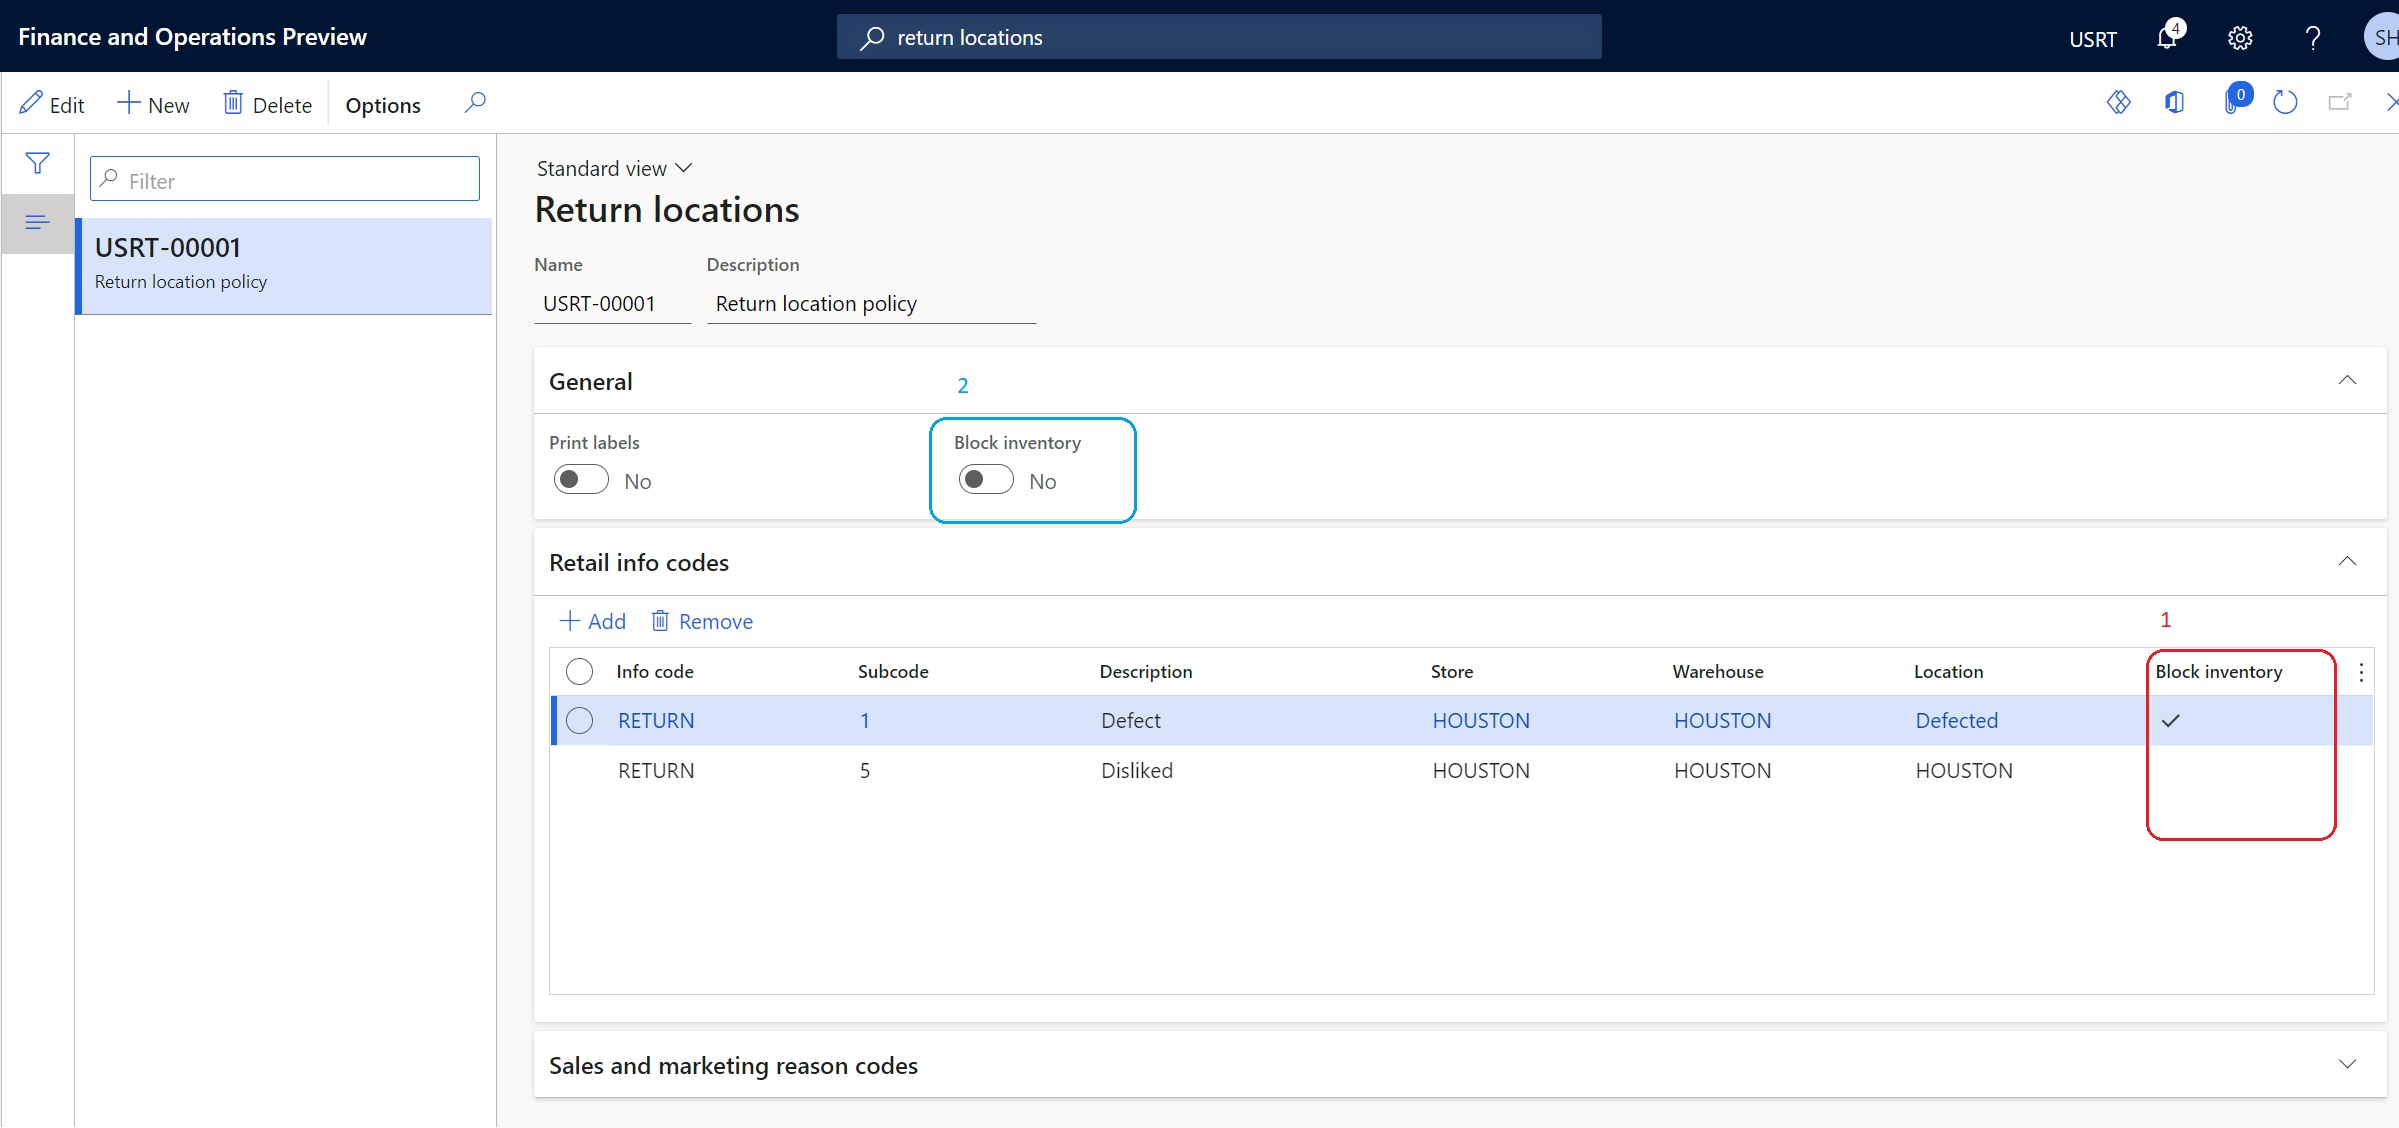 Finance and Operations Preview
return locations
USRT
4
SH
Edit
New
Delete
Options
0
Filter
USRT-00001
Return location policy
Standard view
Return locations
Name Description
USRT-00001 Return location policy
General
2
Print labels Block inventory
No No
Retail info codes
Add Remove
1
Info code Subcode Description Store Warehouse Location Block inventory
RETURN 1 Defect HOUSTON HOUSTON Defected
RETURN 5 Disliked HOUSTON HOUSTON HOUSTON
Sales and marketing reason codes